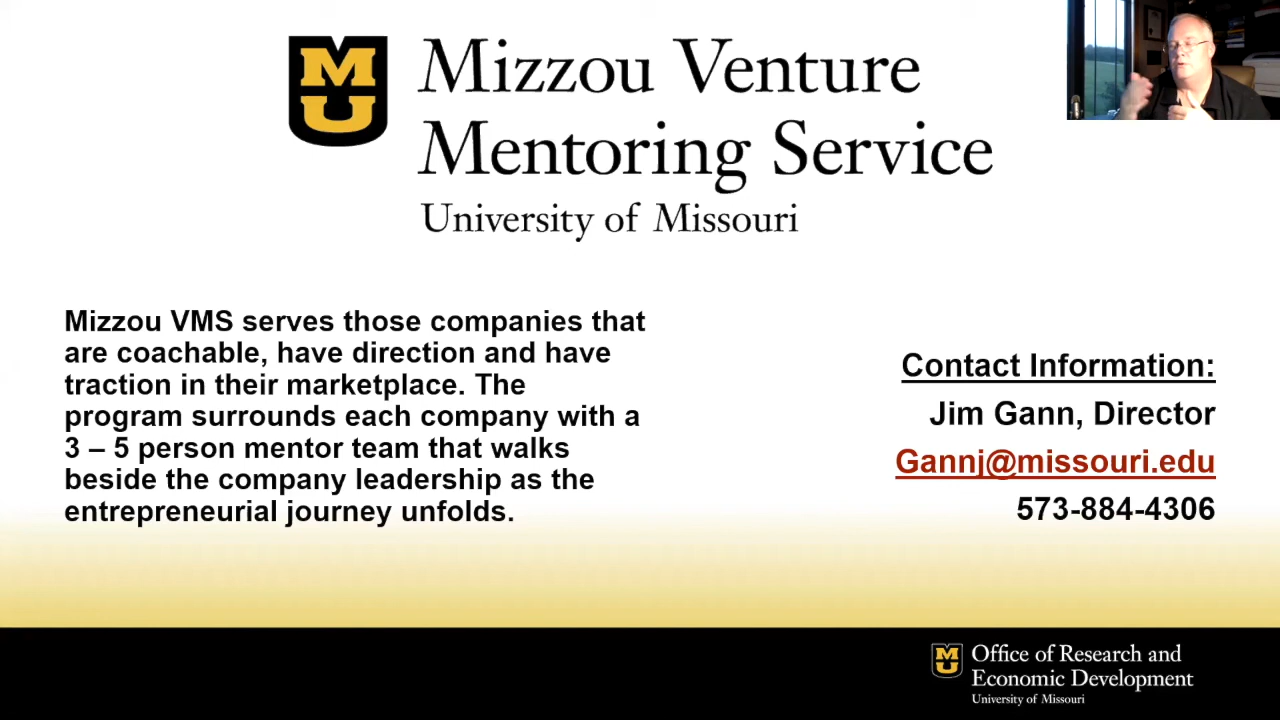 MU
Mizzou Venture
Mentoring Service
University of Missouri
Mizzou VMS serves those companies that
are coachable, have direction and have
traction in their marketplace. The
program surrounds each company with a
3 – 5 person mentor team that walks
beside the company leadership as the
entrepreneurial journey unfolds.
Contact Information:
Jim Gann, Director
Gannj@missouri.edu
573-884-4306
MU
Office of Research and
Economic Development
University of Missouri